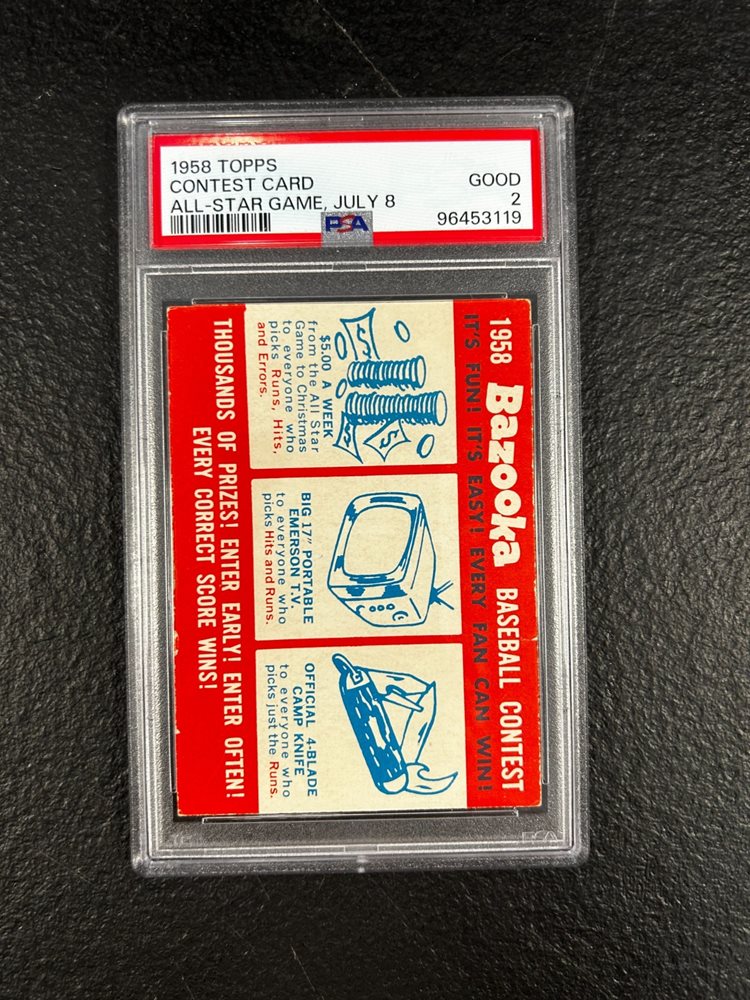 1958 TOPPS
CONTEST CARD
ALL-STAR GAME, JULY 8
GOOD
2
96453119
PSA
1958 Bazooka BASEBALL CONTEST
IT'S FUN! IT'S EASY! EVERY FAN CAN WIN!
$5.00 A WEEK
from the All Star
Game to Christmas
to everyone who
picks Runs, Hits,
and Errors.
BIG 17" PORTABLE
EMERSON T.V.
to everyone who
picks Hits and Runs.
OFFICIAL 4-BLADE
CAMP KNIFE
to everyone who
picks just the Runs.
THOUSANDS OF PRIZES! ENTER EARLY! ENTER OFTEN!
EVERY CORRECT SCORE WINS!
PSA